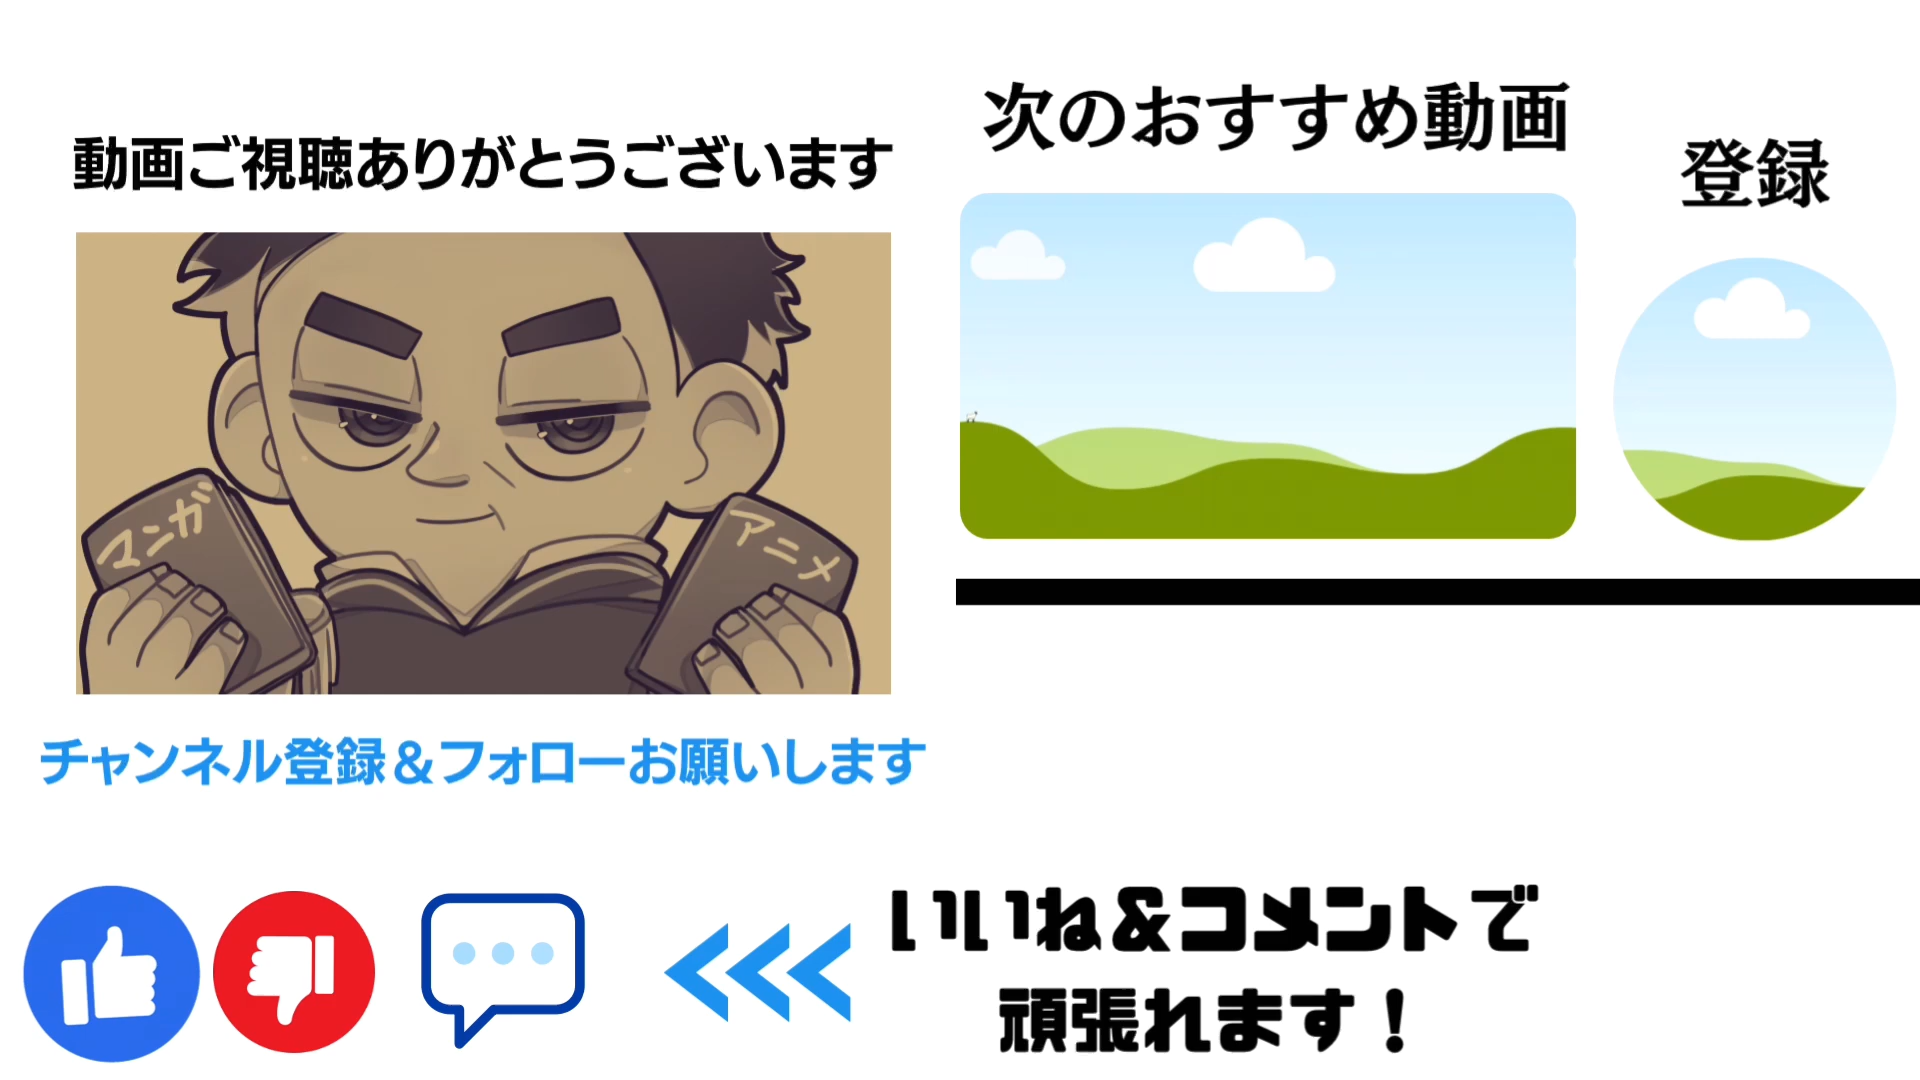 動画ご視聴ありがとうございます
マンガ
アニメ
チャンネル登録&フォローお願いします
次のおすすめ動画
登録
いいね&コメントで
頑張れます！